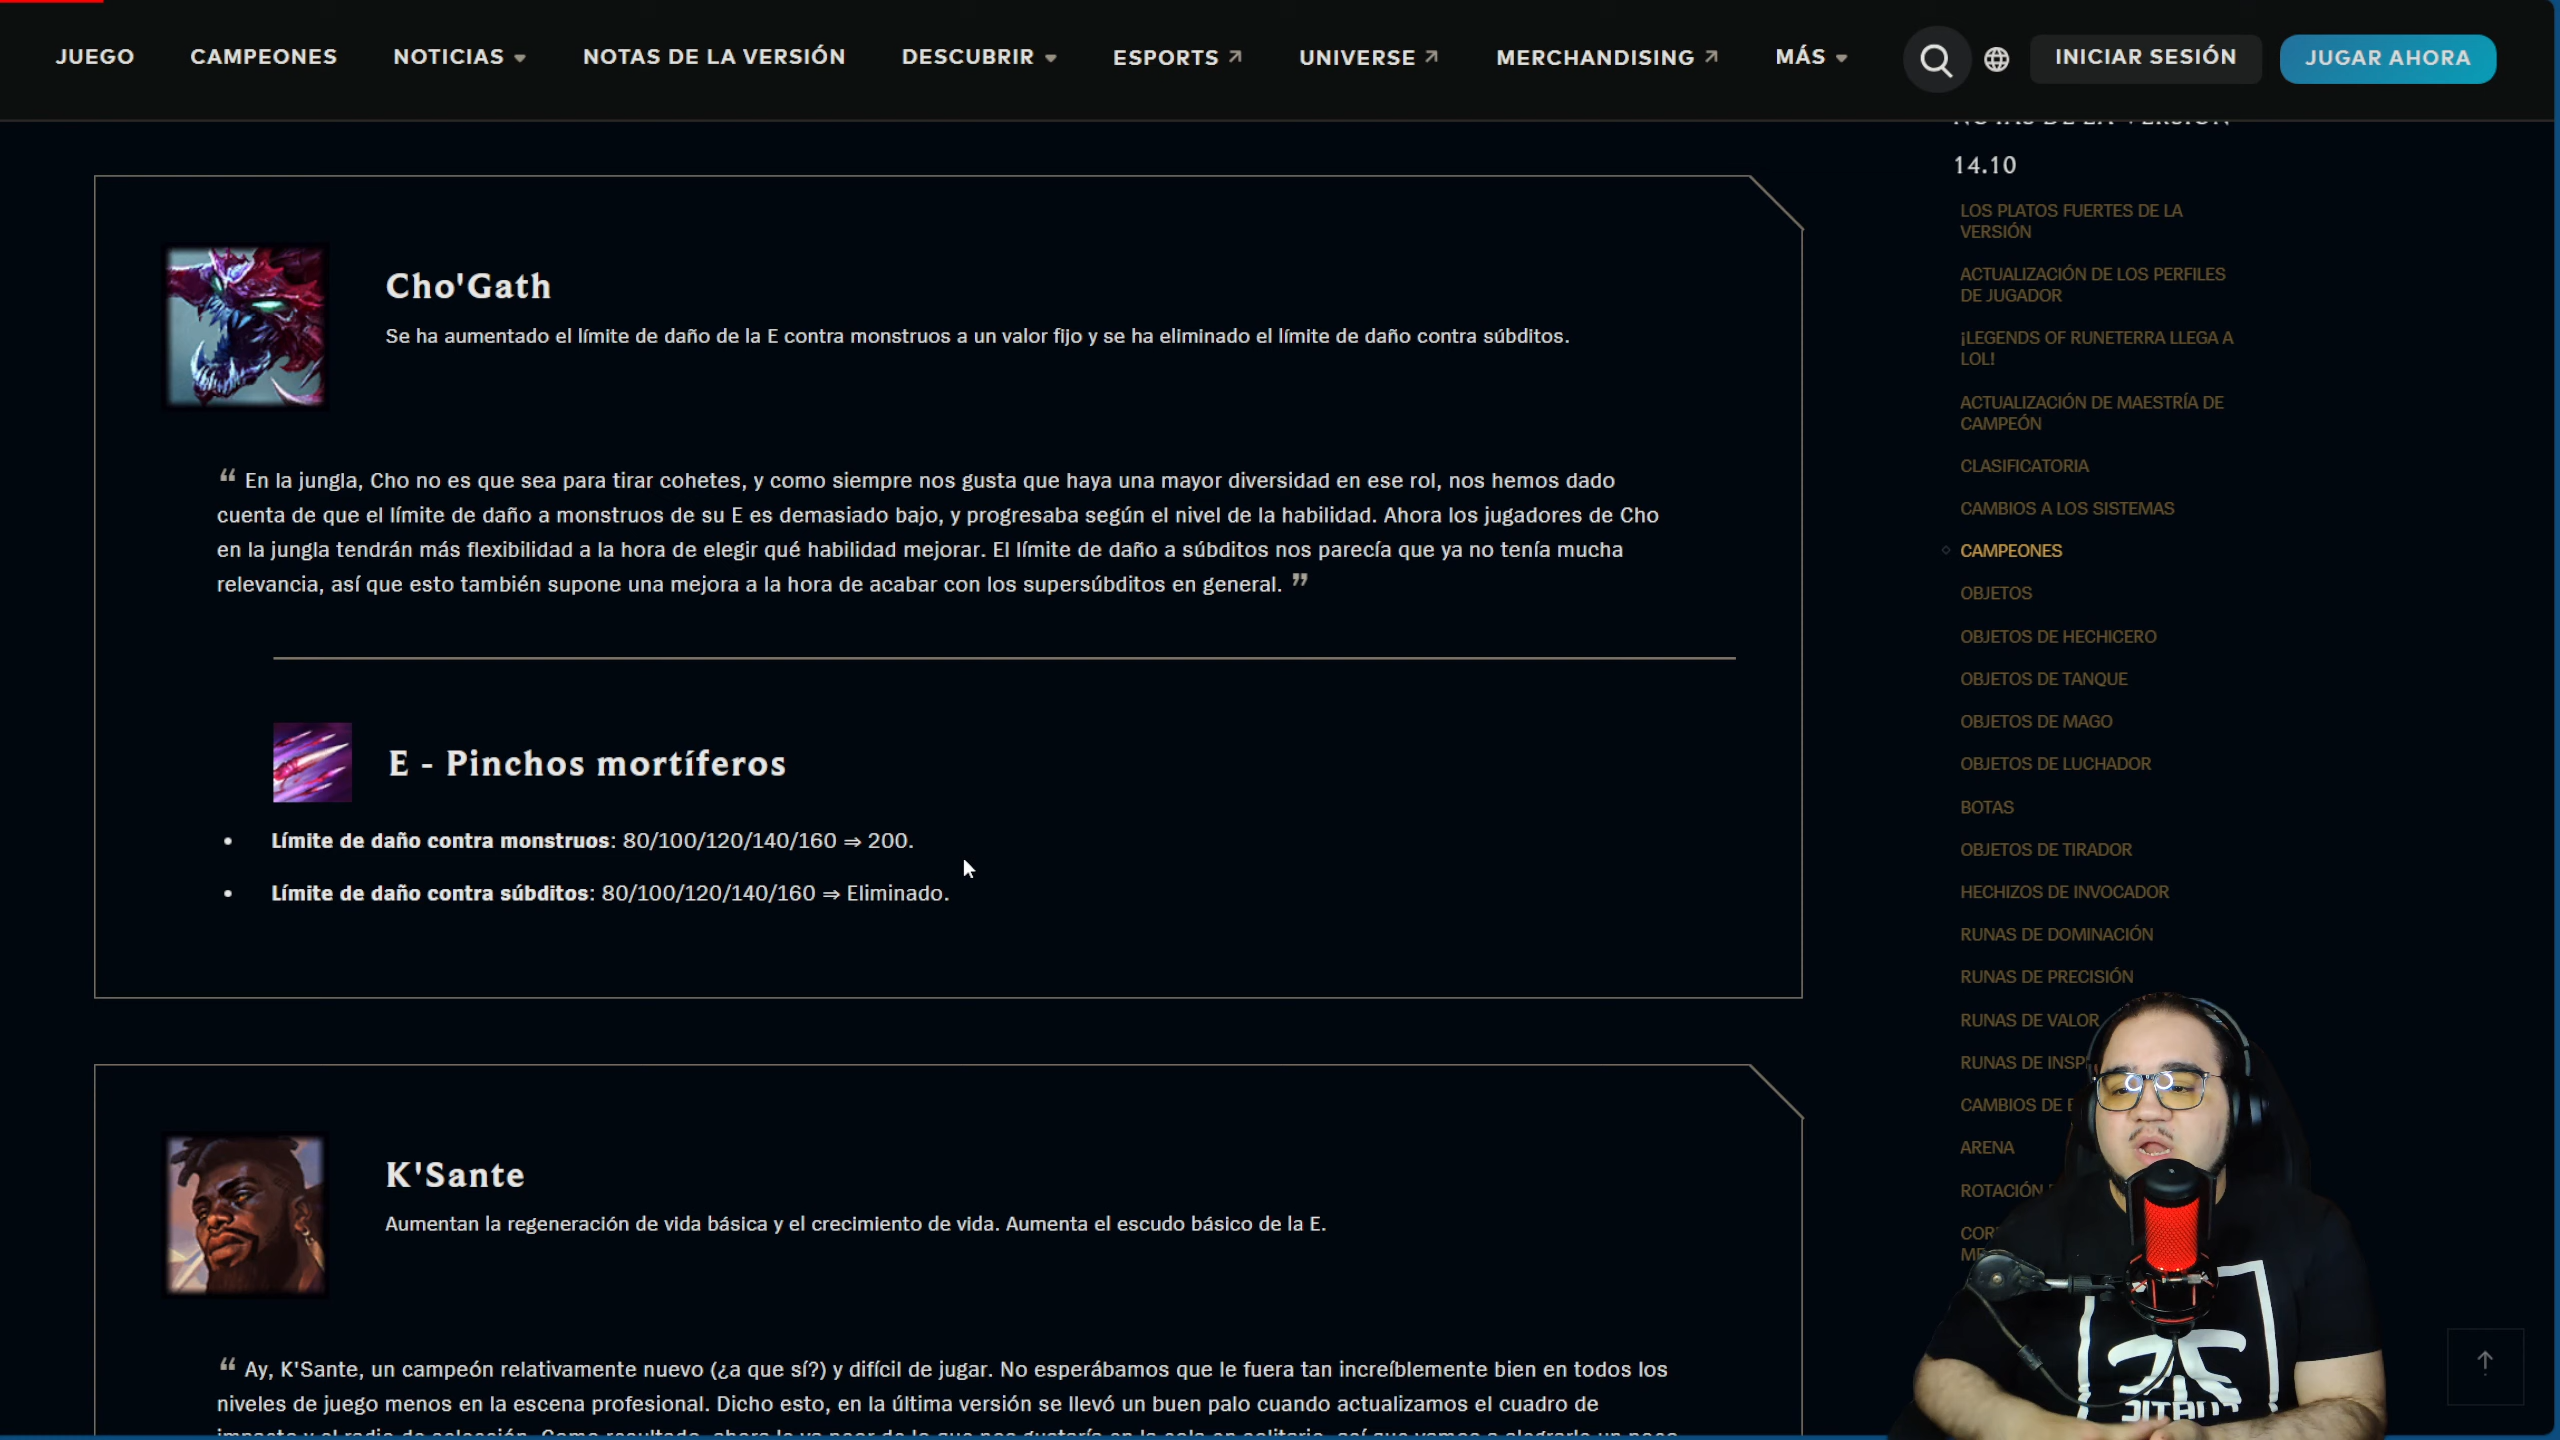 JUEGO CAMPEONES NOTICIAS NOTAS DE LA VERSIÓN DESCUBRIR ESPORTS UNIVERSE MERCHANDISING MÁS INICIAR SESIÓN JUGAR AHORA
Cho'Gath
Se ha aumentado el límite de daño de la E contra monstruos a un valor fijo y se ha eliminado el límite de daño contra súbditos.
“ En la jungla, Cho no es que sea para tirar cohetes, y como siempre nos gusta que haya una mayor diversidad en ese rol, nos hemos dado
cuenta de que el límite de daño a monstruos de su E es demasiado bajo, y progresaba según el nivel de la habilidad. Ahora los jugadores de Cho
en la jungla tendrán más flexibilidad a la hora de elegir qué habilidad mejorar. El límite de daño a súbditos nos parecía que ya no tenía mucha
relevancia, así que esto también supone una mejora a la hora de acabar con los supersúbditos en general. ”
E - Pinchos mortíferos
• Límite de daño contra monstruos: 80/100/120/140/160 ⇒ 200.
• Límite de daño contra súbditos: 80/100/120/140/160 ⇒ Eliminado.
K'Sante
Aumentan la regeneración de vida básica y el crecimiento de vida. Aumenta el escudo básico de la E.
“ Ay, K'Sante, un campeón relativamente nuevo (¿a que sí?) y difícil de jugar. No esperábamos que le fuera tan increíblemente bien en todos los
niveles de juego menos en la escena profesional. Dicho esto, en la última versión se llevó un buen palo cuando actualizamos el cuadro de
NOTAS DE LA VERSIÓN
14.10
LOS PLATOS FUERTES DE LA
VERSIÓN
ACTUALIZACIÓN DE LOS PERFILES
DE JUGADOR
¡LEGENDS OF RUNETERRA LLEGA A
LOL!
ACTUALIZACIÓN DE MAESTRÍA DE
CAMPEÓN
CLASIFICATORIA
CAMBIOS A LOS SISTEMAS
CAMPEONES
OBJETOS
OBJETOS DE HECHICERO
OBJETOS DE TANQUE
OBJETOS DE MAGO
OBJETOS DE LUCHADOR
BOTAS
OBJETOS DE TIRADOR
HECHIZOS DE INVOCADOR
RUNAS DE DOMINACIÓN
RUNAS DE PRECISIÓN
RUNAS DE VALOR
RUNAS DE INSP
CAMBIOS DE
ARENA
ROTACIÓN